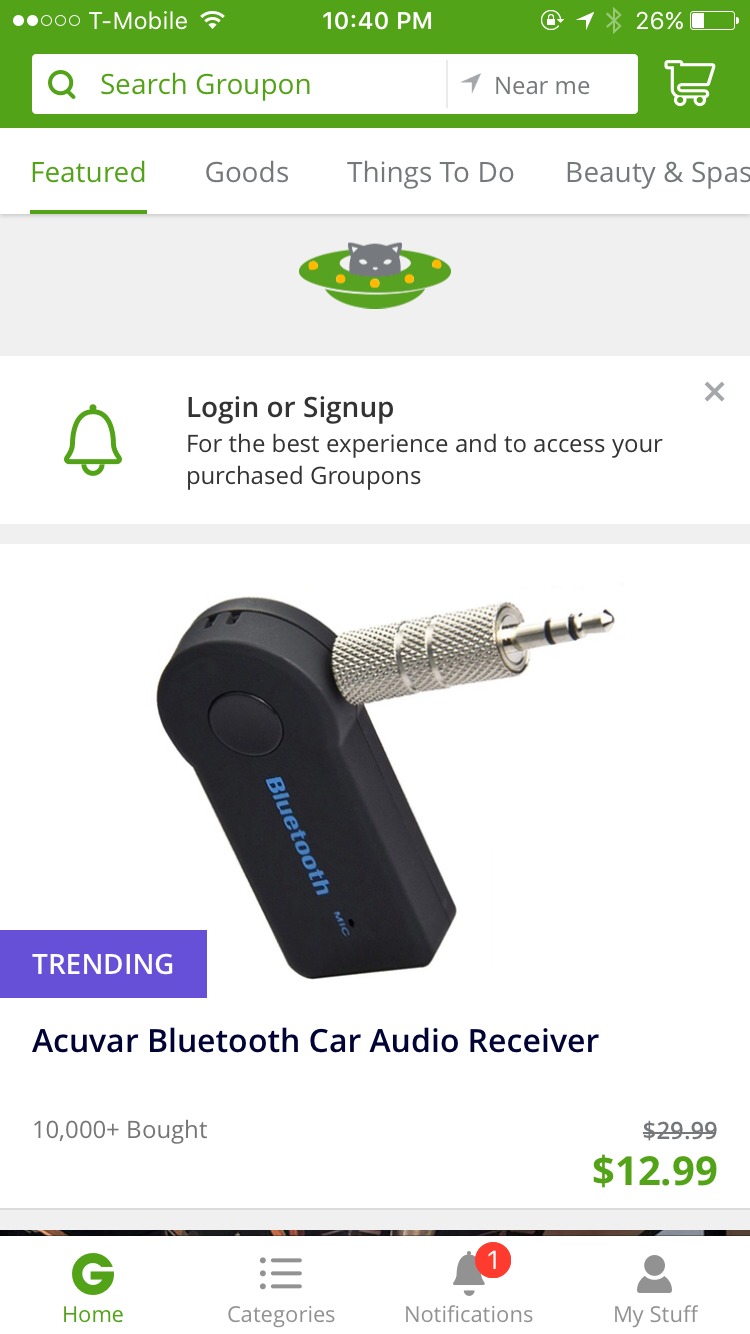 T-Mobile 10:40 PM 26%
Search Groupon Near me
Featured Goods Things To Do Beauty & Spas
Login or Signup
For the best experience and to access your
purchased Groupons
Bluetooth
MIC
TRENDING
Acuvar Bluetooth Car Audio Receiver
10,000+ Bought $29.99
$12.99
1
G
Home Categories Notifications My Stuff